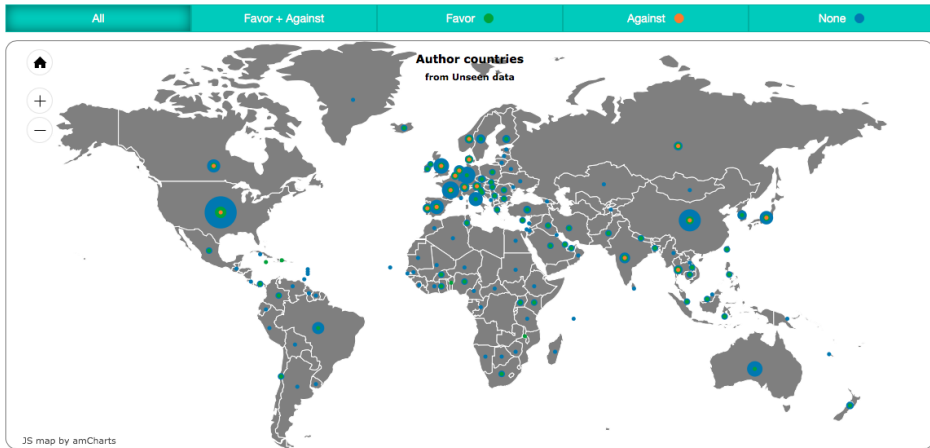 All Favor + Against Favor Against None
Author countries
from Unseen data
+
−
JS map by amCharts